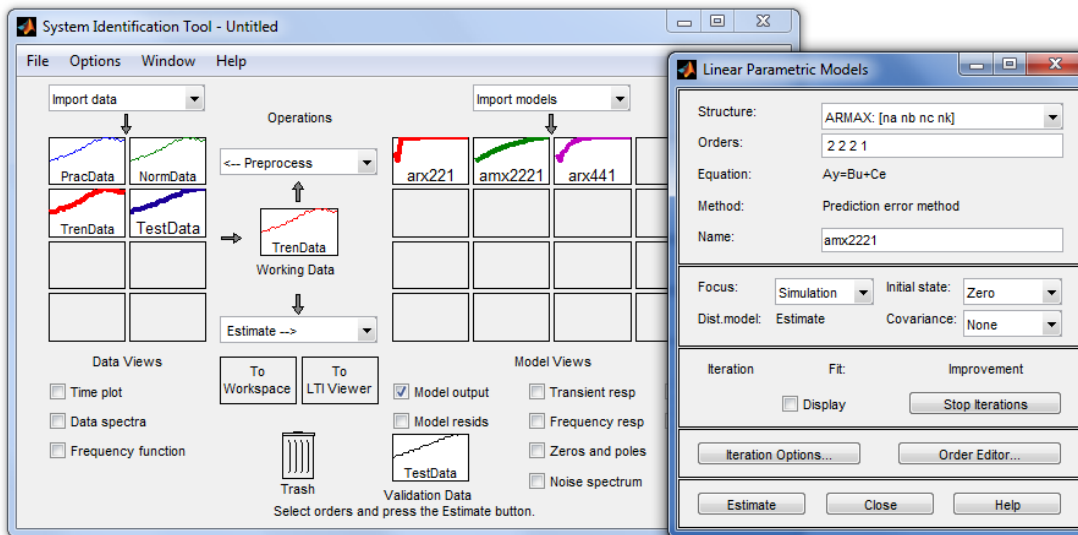 System Identification Tool - Untitled
File Options Window Help
Import data
Import models
Operations
PracData NormData
<-- Preprocess
arx221 amx2221 arx441
TrenData TestData
TrenData
Working Data
Estimate -->
Data Views
Model Views
To Workspace
To LTI Viewer
Time plot
Data spectra
Frequency function
Model output
Model resids
Transient resp
Frequency resp
Zeros and poles
Noise spectrum
Trash
TestData
Validation Data
Select orders and press the Estimate button.
Linear Parametric Models
Structure: ARMAX: [na nb nc nk]
Orders: 2 2 2 1
Equation: Ay=Bu+Ce
Method: Prediction error method
Name: amx2221
Focus: Simulation Initial state: Zero
Dist.model: Estimate Covariance: None
Iteration Fit: Improvement
Display Stop Iterations
Iteration Options... Order Editor...
Estimate Close Help